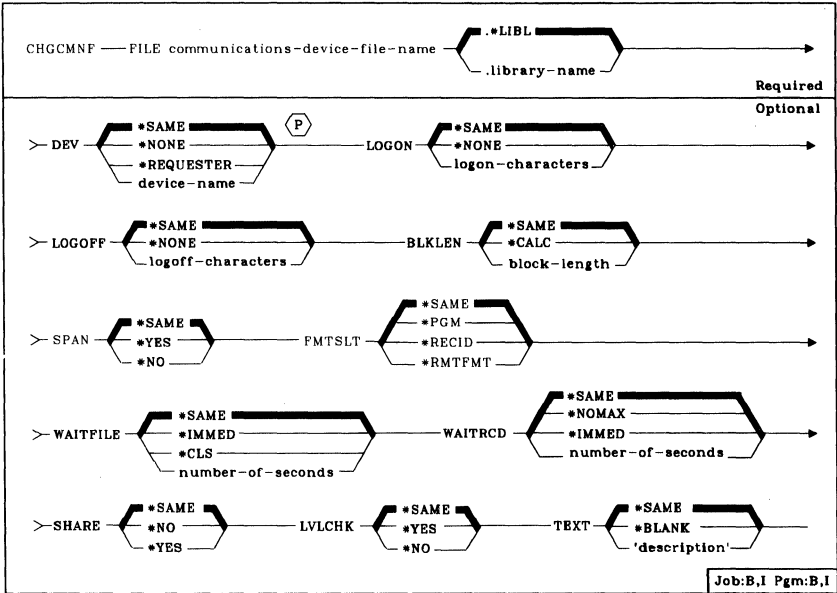 .*LIBL
CHGCMNF FILE communications-device-file-name
.library-name
Required
Optional
*SAME P *SAME
DEV *NONE LOGON *NONE
*REQUESTER logon-characters
device-name
*SAME *SAME
LOGOFF *NONE BLKLEN *CALC
logoff-characters block-length
*SAME
*SAME *PGM
SPAN *YES FMTSLT *RECID
*NO *RMTFMT
*SAME *SAME
WAITFILE *IMMED WAITRCD *NOMAX
*CLS *IMMED
number-of-seconds number-of-seconds
*SAME *SAME *SAME
SHARE *NO LVLCHK *YES TEXT *BLANK
*YES *NO 'description'
Job:B,I Pgm:B,I